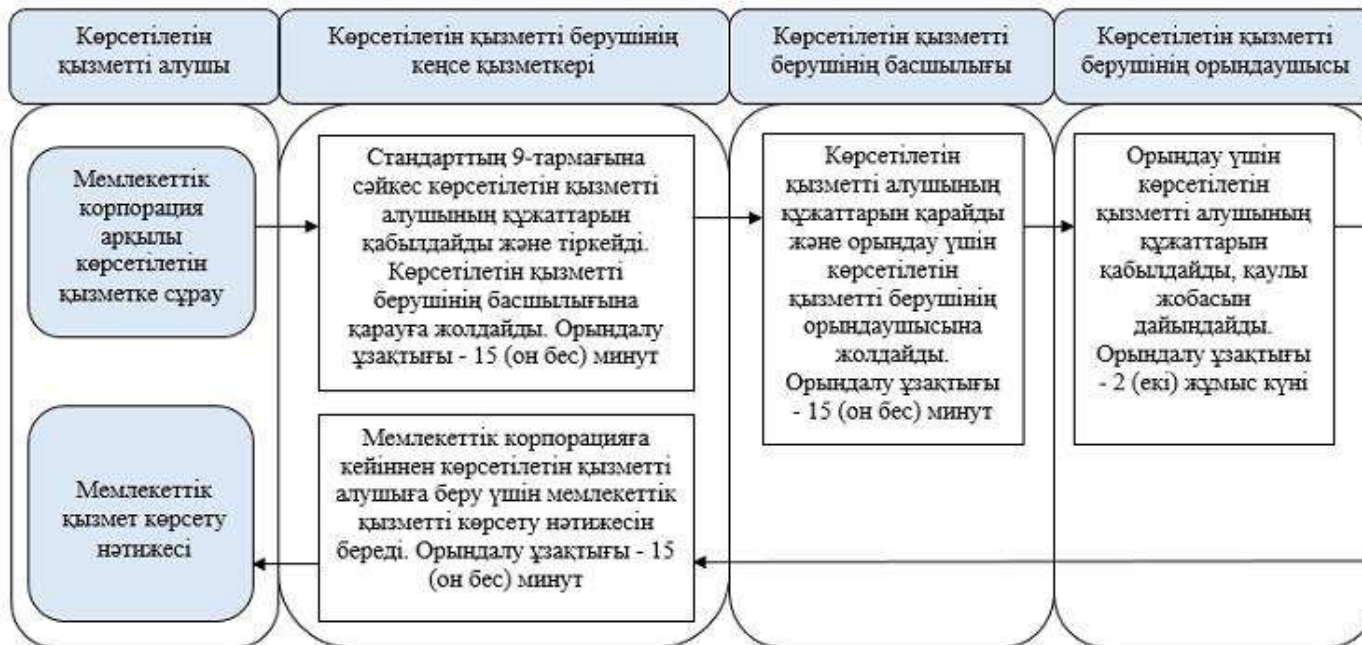 Көрсетілетін
қызметті алушы
Көрсетілетін қызметті берушінің
кеңсе қызметкері
Көрсетілетін қызметті
берушінің басшылығы
Көрсетілетін қызметті
берушінің орындаушысы
Мемлекеттік
корпорация
арқылы
көрсетілетін
қызметке сұрау
Стандарттың 9-тармағына
сәйкес көрсетілетін қызметті
алушының құжаттарын
қабылдайды және тіркейді.
Көрсетілетін қызметті
берушінің басшылығына
қарауға жолдайды. Орындалу
ұзақтығы - 15 (он бес) минут
Көрсетілетін
қызметті алушының
құжаттарын қарайды
және орындау үшін
көрсетілетін
қызметті берушінің
орындаушысына
жолдайды.
Орындалу ұзақтығы
- 15 (он бес) минут
Орындау үшін
көрсетілетін
қызметті алушының
құжаттарын
қабылдайды, қаулы
жобасын
дайындайды.
Орындалу ұзақтығы
- 2 (екі) жұмыс күні
Мемлекеттік
қызмет көрсету
нәтижесі
Мемлекеттік корпорацияға
кейіннен көрсетілетін қызметті
алушыға беру үшін мемлекеттік
қызметті көрсету нәтижесін
береді. Орындалу ұзақтығы - 15
(он бес) минут